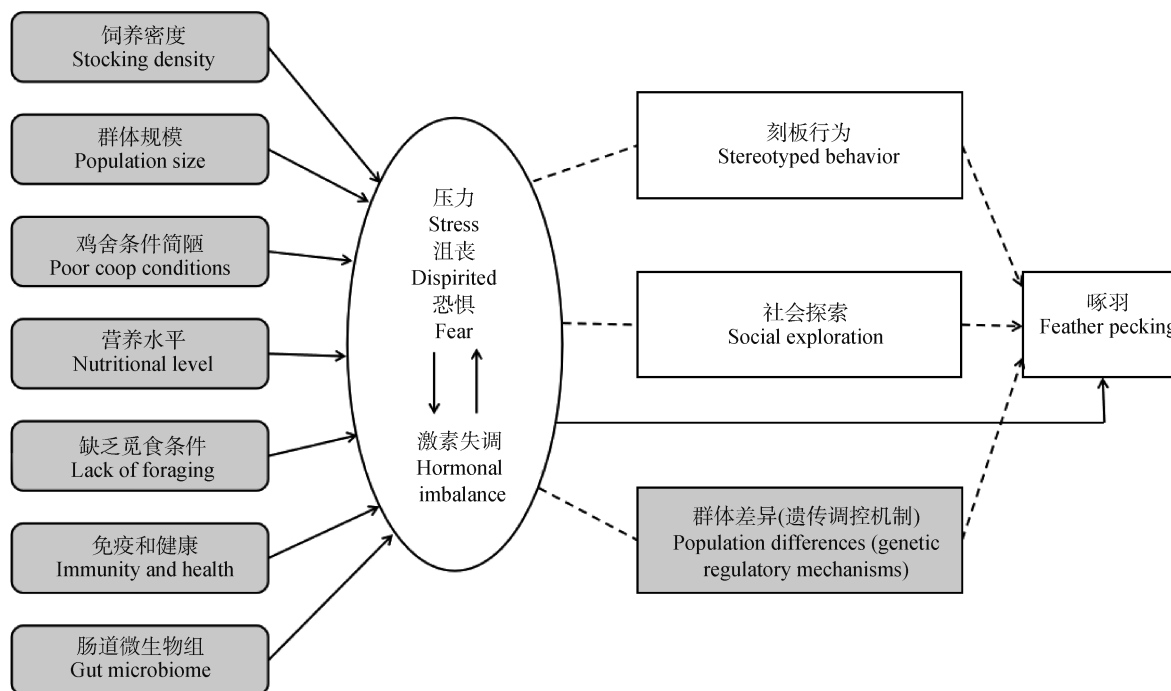 饲养密度
Stocking density
群体规模
Population size
鸡舍条件简陋
Poor coop conditions
营养水平
Nutritional level
缺乏觅食条件
Lack of foraging
免疫和健康
Immunity and health
肠道微生物组
Gut microbiome
压力
Stress
沮丧
Dispirited
恐惧
Fear
激素失调
Hormonal
imbalance
刻板行为
Stereotyped behavior
社会探索
Social exploration
群体差异(遗传调控机制)
Population differences (genetic
regulatory mechanisms)
啄羽
Feather pecking